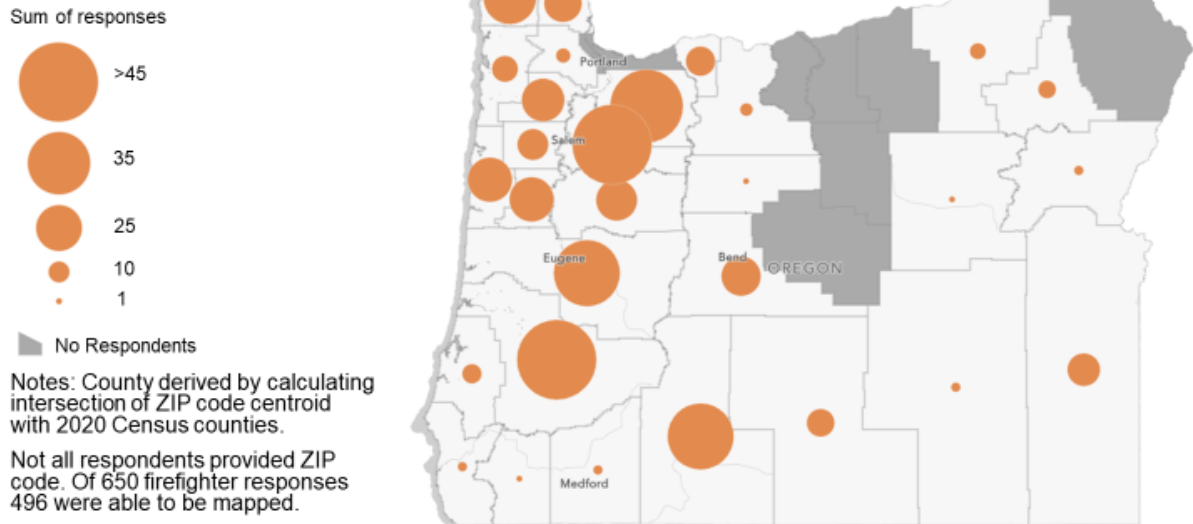 Sum of responses
>45
35
25
10
1
No Respondents
Notes: County derived by calculating
intersection of ZIP code centroid
with 2020 Census counties.
Not all respondents provided ZIP
code. Of 650 firefighter responses
496 were able to be mapped.
Portland
Salem
Eugene
Bend
OREGON
Medford